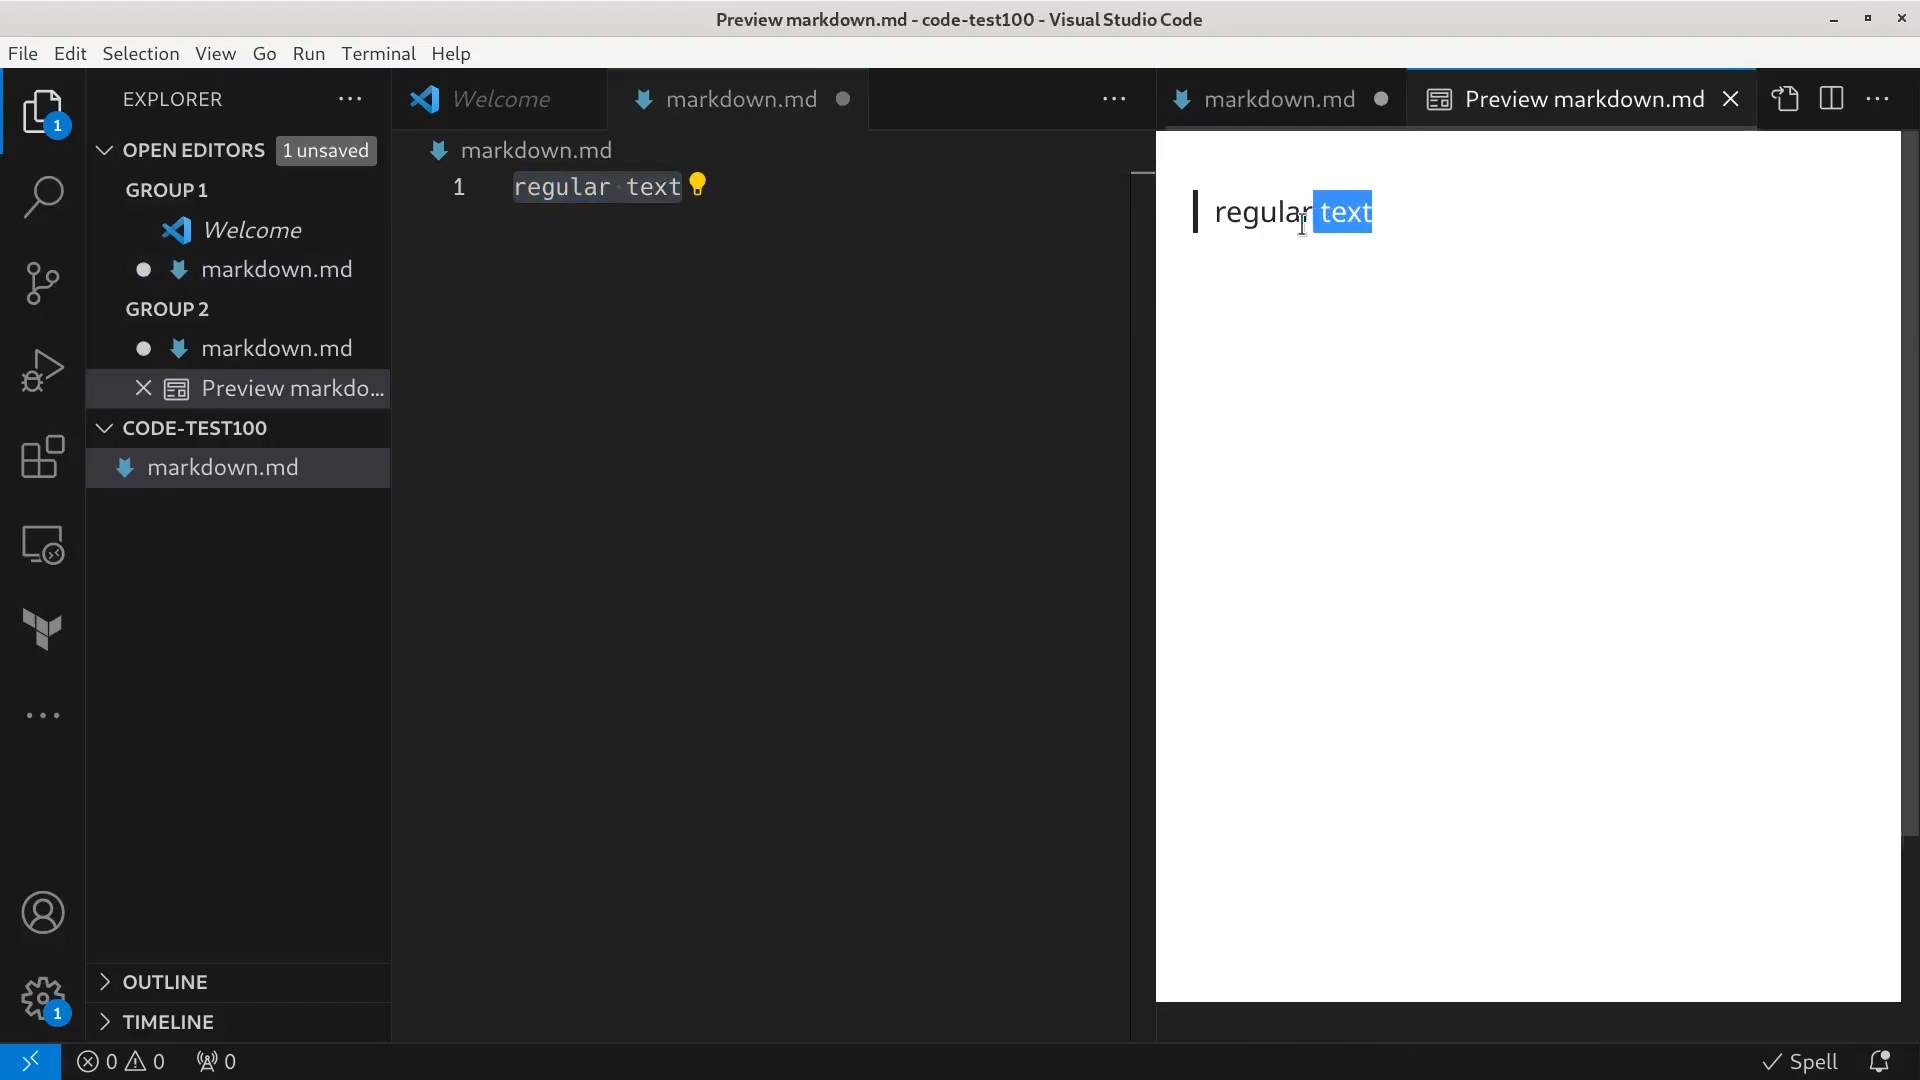 Preview markdown.md - code-test100 - Visual Studio Code
File Edit Selection View Go Run Terminal Help
1
EXPLORER
OPEN EDITORS 1 unsaved
GROUP 1
Welcome
markdown.md
GROUP 2
markdown.md
Preview markdo...
CODE-TEST100
markdown.md
OUTLINE
TIMELINE
1
Welcome
markdown.md
markdown.md
1 regular text
markdown.md
Preview markdown.md
regular text
0 0 0
Spell